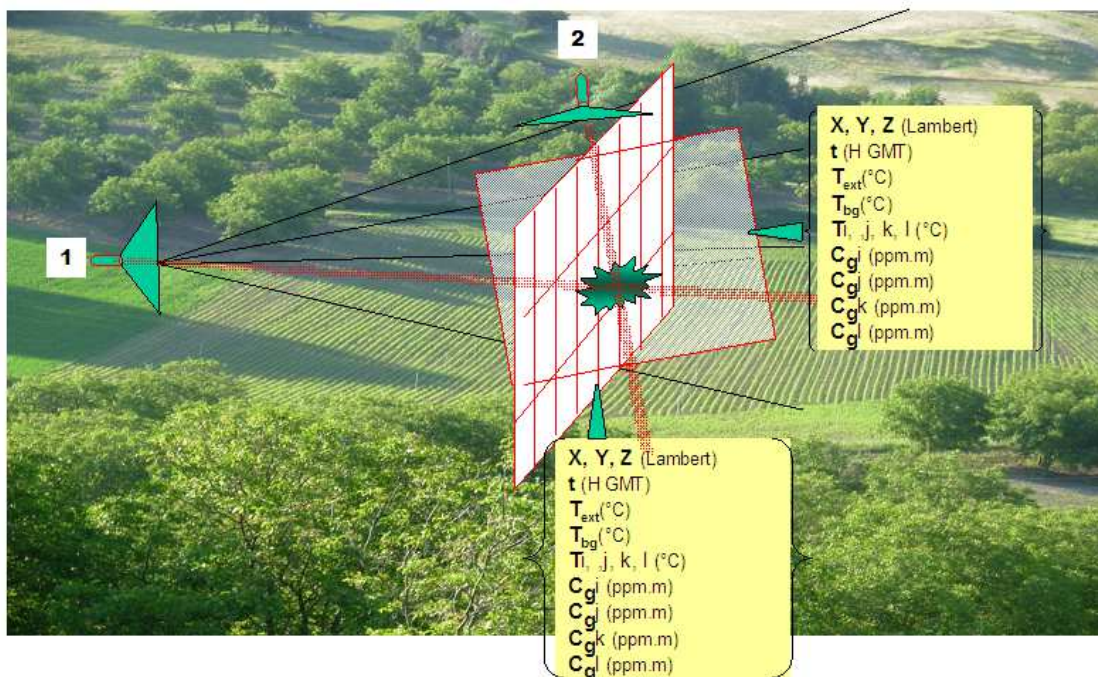 2
1
X, Y, Z (Lambert)
t (H GMT)
Text(°C)
Tbg(°C)
Ti, ,j, k, l (°C)
Cgi (ppm.m)
Cgj (ppm.m)
Cgk (ppm.m)
Cgl (ppm.m)
X, Y, Z (Lambert)
t (H GMT)
Text(°C)
Tbg(°C)
Ti, ,j, k, l (°C)
Cgi (ppm.m)
Cgj (ppm.m)
Cgk (ppm.m)
Cgl (ppm.m)